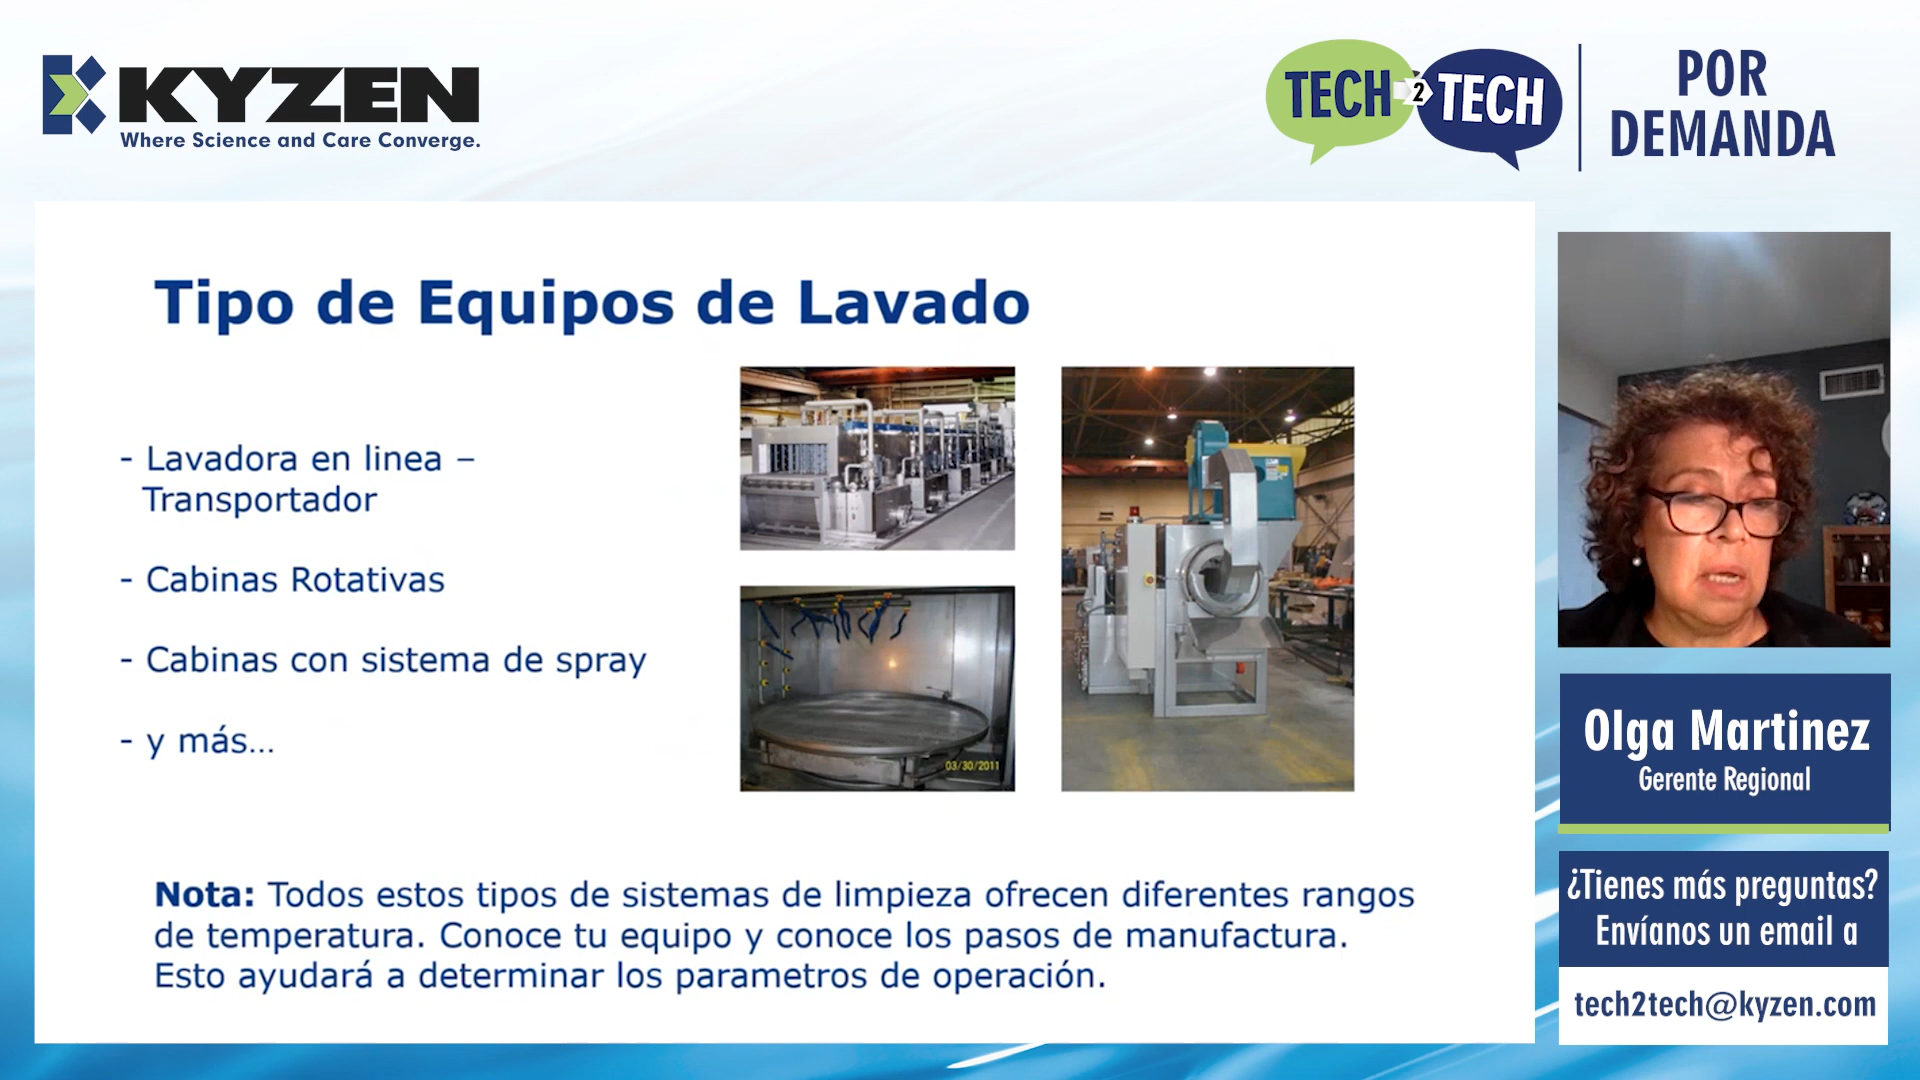 KYZEN
Where Science and Care Converge.
TECH 2 TECH
POR
DEMANDA
Tipo de Equipos de Lavado
- Lavadora en linea –
Transportador
- Cabinas Rotativas
- Cabinas con sistema de spray
- y más...
03/30/2011
Nota: Todos estos tipos de sistemas de limpieza ofrecen diferentes rangos
de temperatura. Conoce tu equipo y conoce los pasos de manufactura.
Esto ayudará a determinar los parametros de operación.
Olga Martinez
Gerente Regional
¿Tienes más preguntas?
Envíanos un email a
tech2tech@kyzen.com